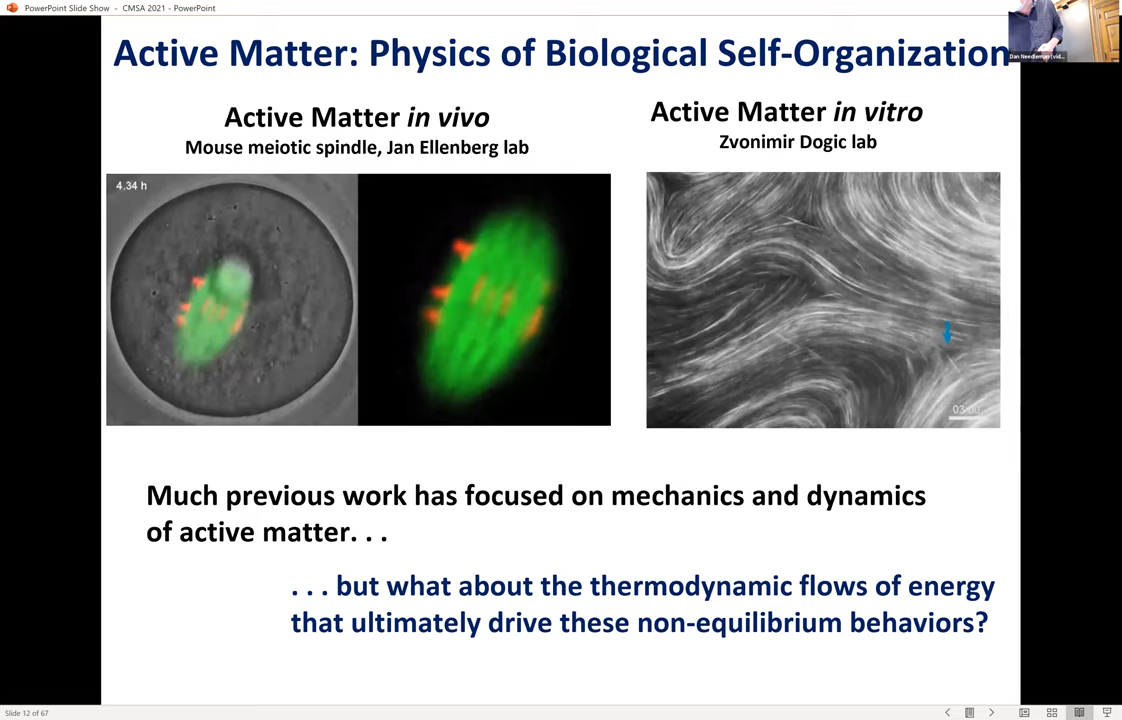 PowerPoint Slide Show - CMSA 2021 - PowerPoint
Active Matter: Physics of Biological Self-Organization
Dan Needleman (vid...
Active Matter in vivo
Mouse meiotic spindle, Jan Ellenberg lab
Active Matter in vitro
Zvonimir Dogic lab
4.34 h
Much previous work has focused on mechanics and dynamics
of active matter. . .
. . . but what about the thermodynamic flows of energy
that ultimately drive these non-equilibrium behaviors?
Slide 12 of 67